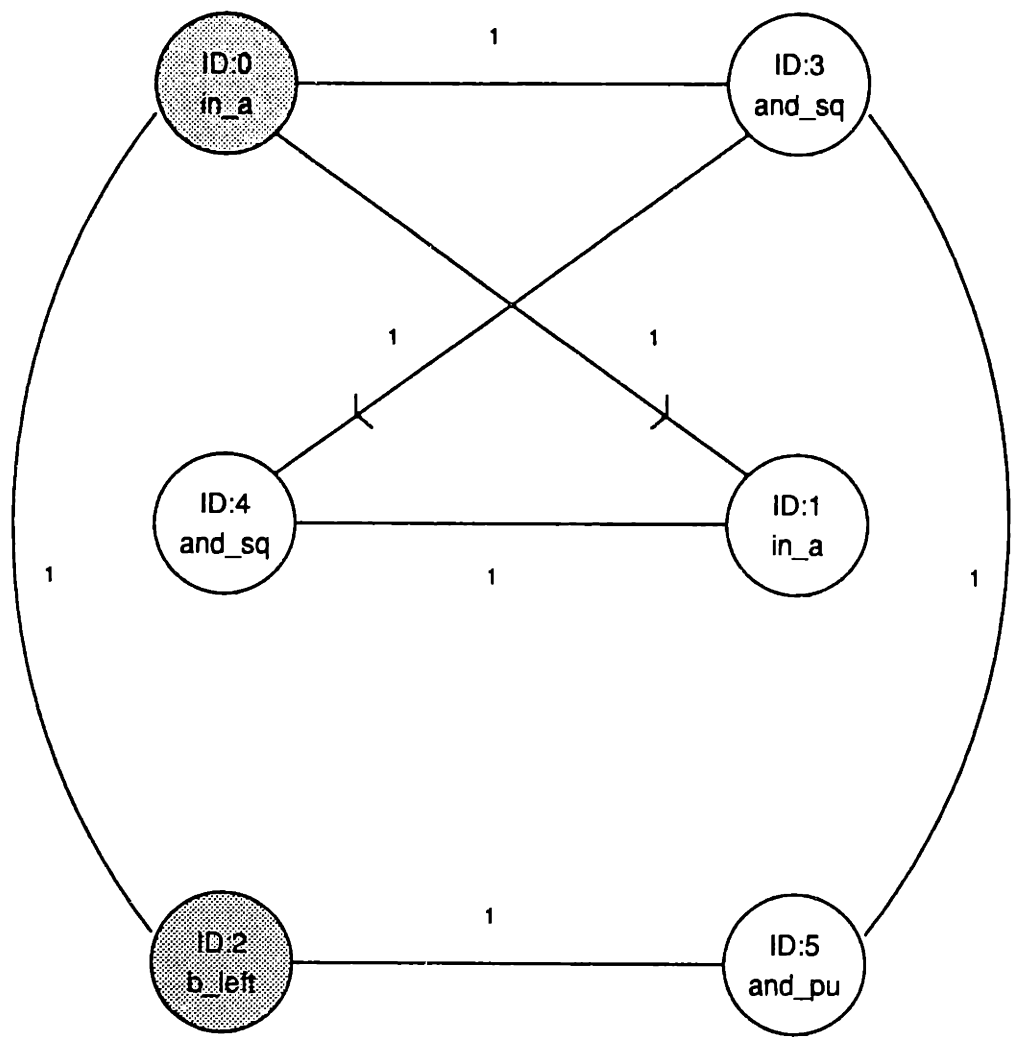 1
ID:0
in_a
ID:3
and_sq
1
1
ID:4
and_sq
ID:1
in_a
1
1
1
1
ID:2
b_left
ID:5
and_pu